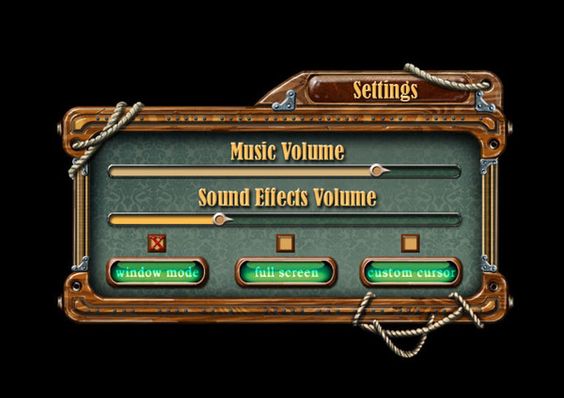 Settings
Music Volume
Sound Effects Volume
window mode
full screen
custom cursor